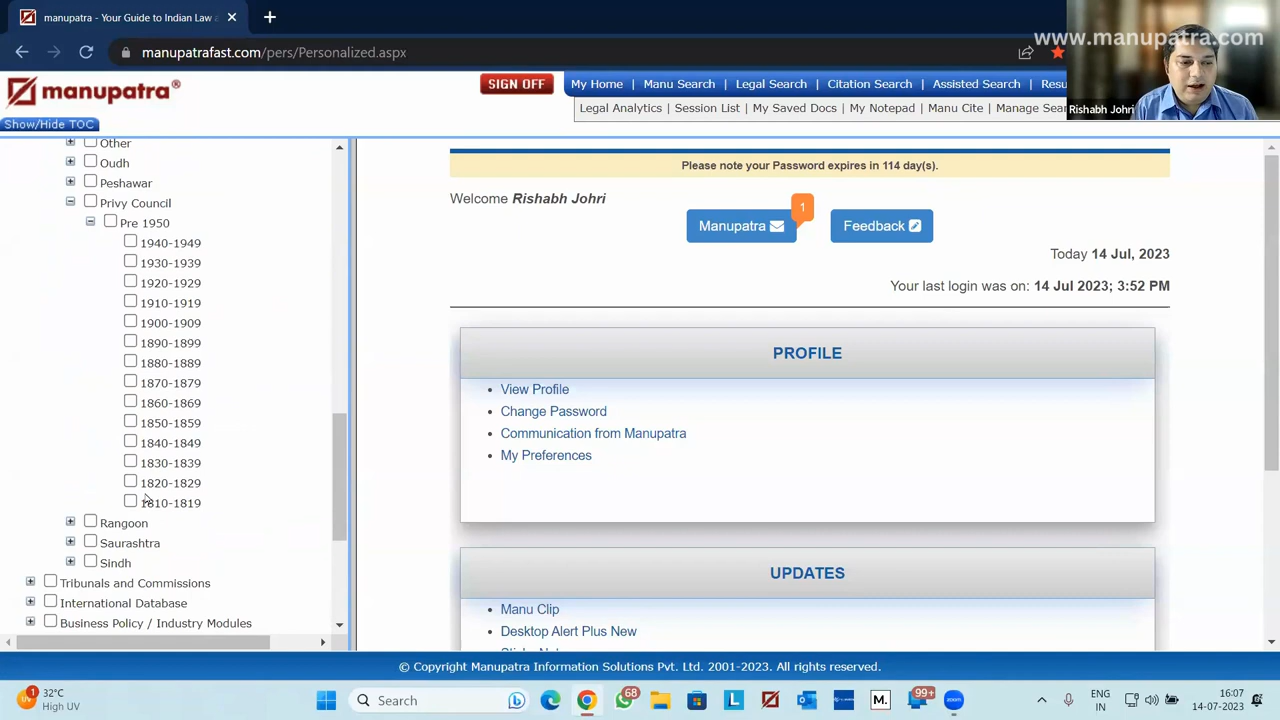 manupatra - Your Guide to Indian Law
manupatrafast.com/pers/Personalized.aspx
www.manupatra.com
Rishabh Johri
manupatra®
SIGN OFF
My Home
Manu Search
Legal Search
Citation Search
Assisted Search
Legal Analytics
Session List
My Saved Docs
My Notepad
Manu Cite
Show/Hide TOC
Other
Oudh
Peshawar
Privy Council
Pre 1950
1940-1949
1930-1939
1920-1929
1910-1919
1900-1909
1890-1899
1880-1889
1870-1879
1860-1869
1850-1859
1840-1849
1830-1839
1820-1829
1810-1819
Rangoon
Saurashtra
Sindh
Tribunals and Commissions
International Database
Business Policy / Industry Modules
Please note your Password expires in 114 day(s).
Welcome Rishabh Johri
Manupatra
1
Feedback
Today 14 Jul, 2023
Your last login was on: 14 Jul 2023; 3:52 PM
PROFILE
• View Profile
• Change Password
• Communication from Manupatra
• My Preferences
UPDATES
• Manu Clip
• Desktop Alert Plus New
© Copyright Manupatra Information Solutions Pvt. Ltd. 2001-2023. All rights reserved.
1
32°C
High UV
Search
68
L
M.
99+
ENG
IN
16:07
14-07-2023